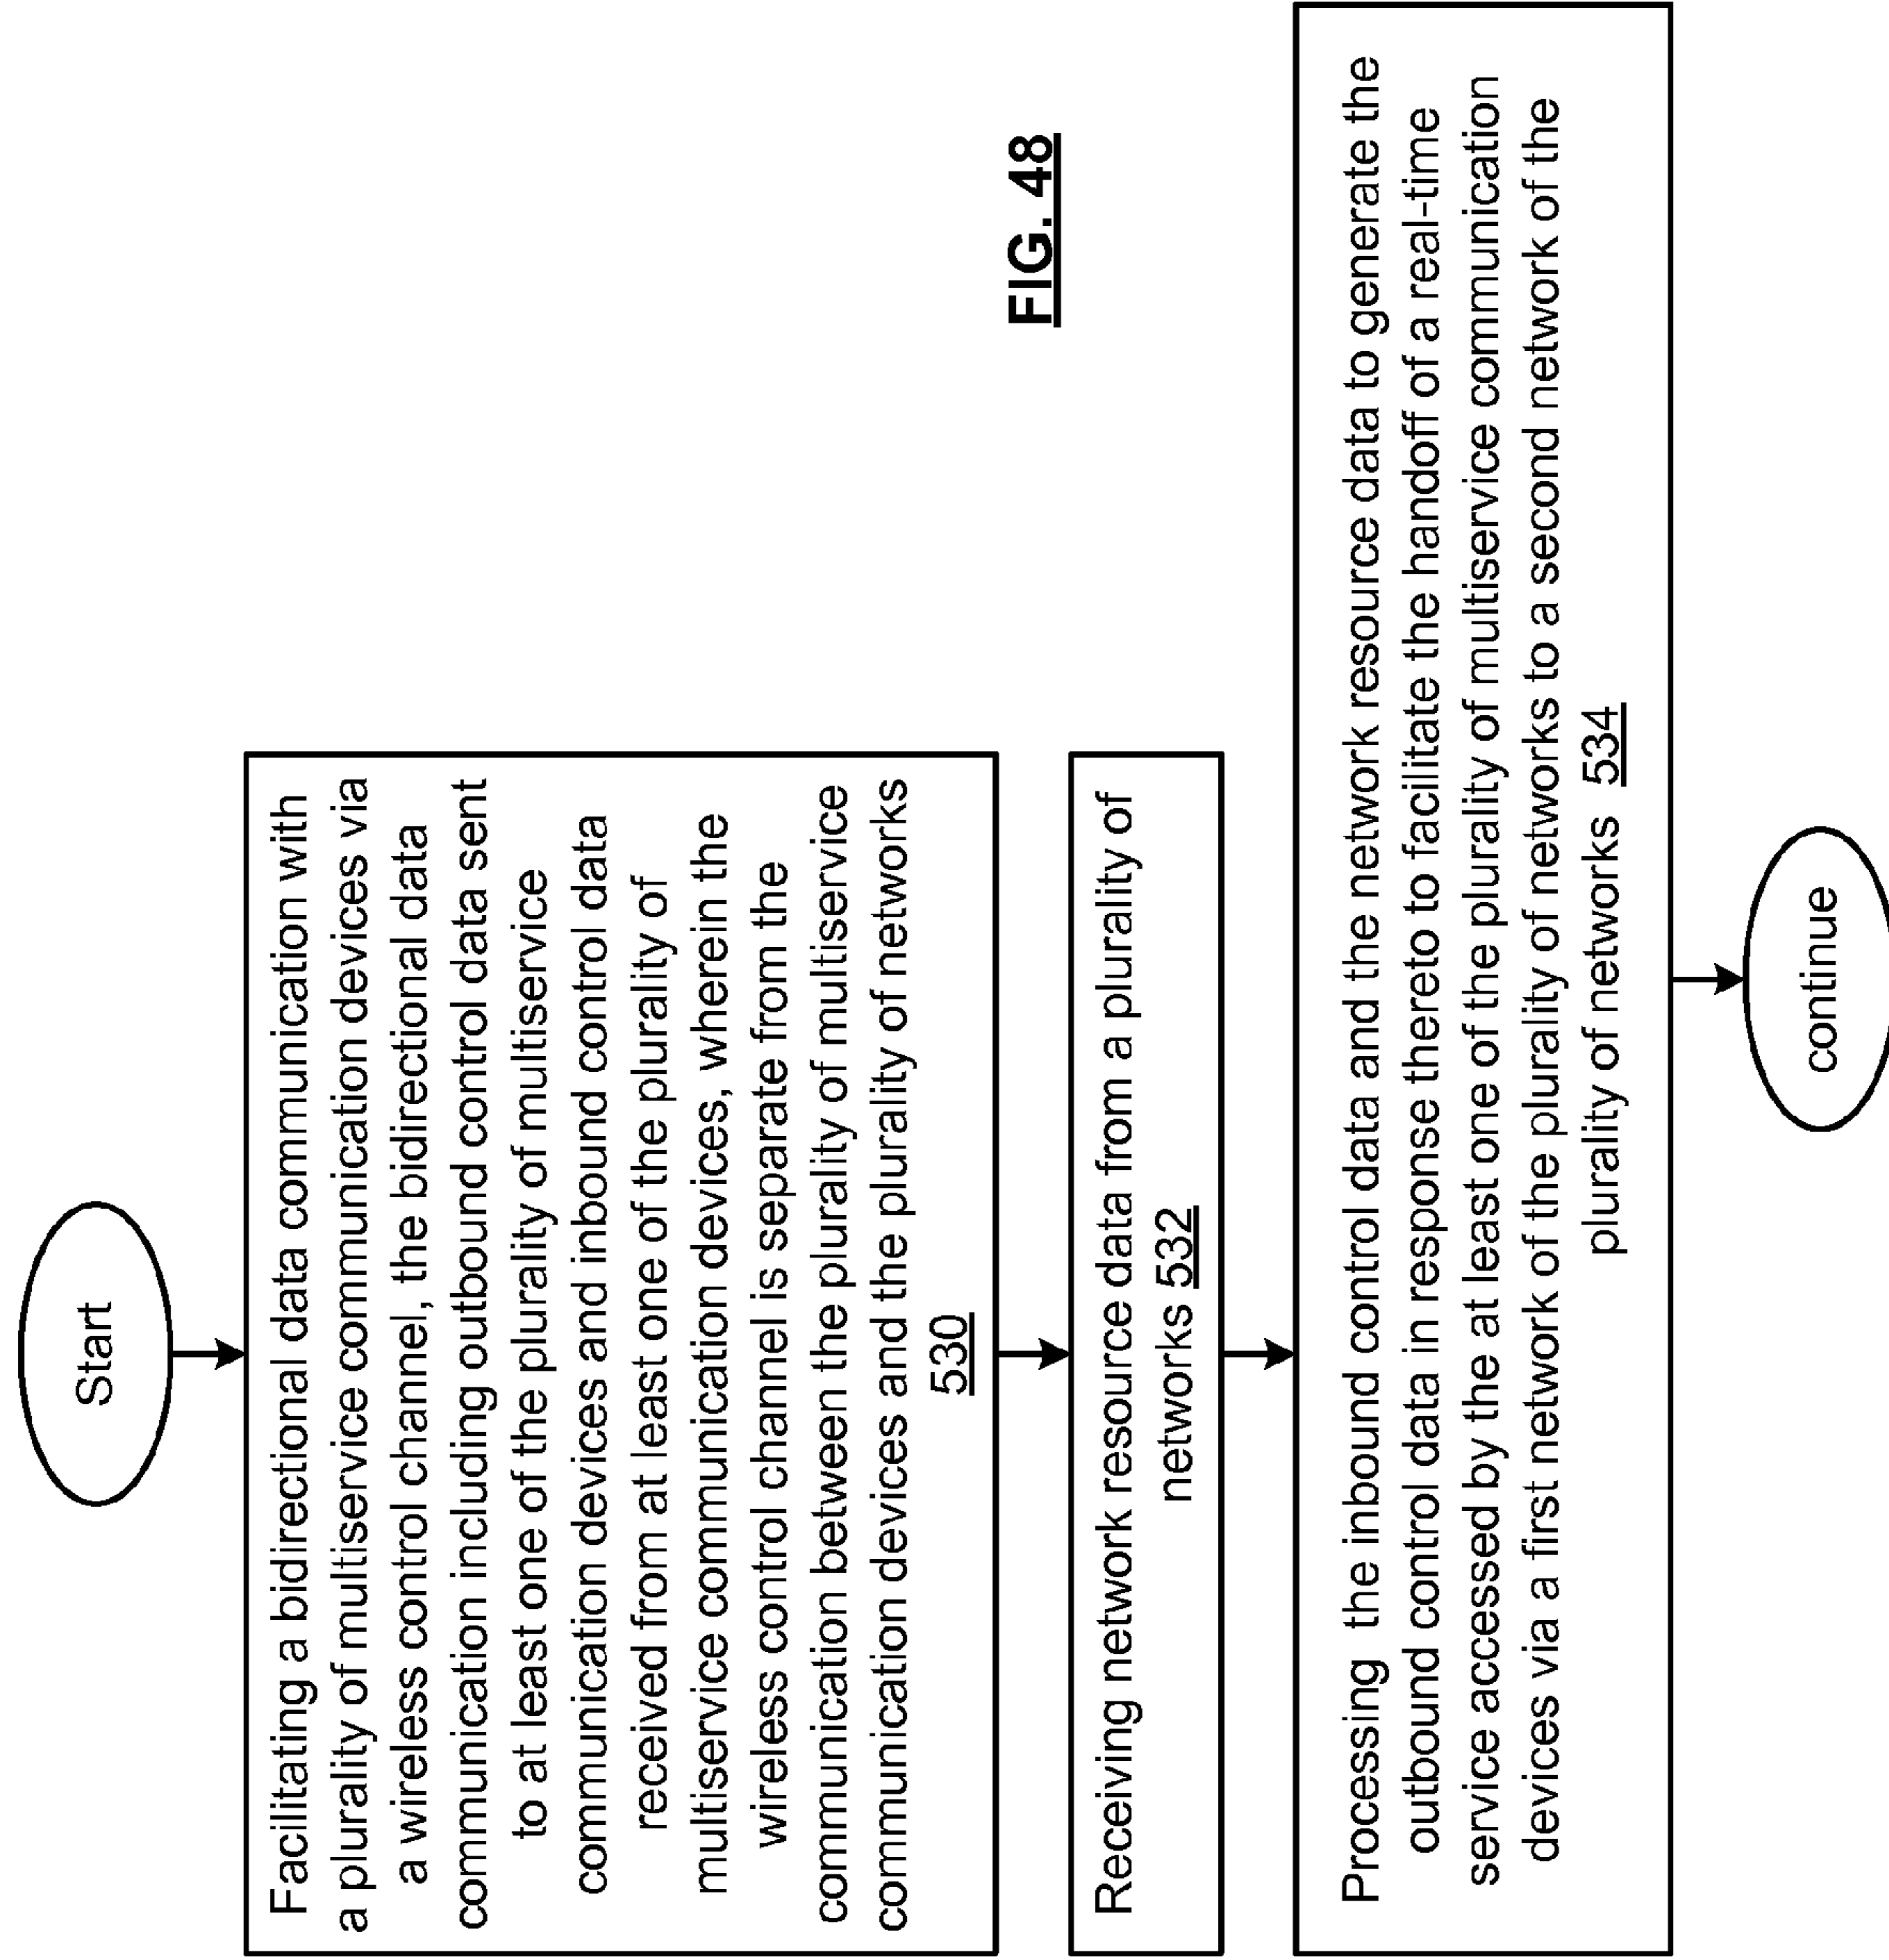 Start
Facilitating a bidirectional data communication with
a plurality of multiservice communication devices via
a wireless control channel, the bidirectional data
communication including outbound control data sent
to at least one of the plurality of multiservice
communication devices and inbound control data
received from at least one of the plurality of
multiservice communication devices, wherein the
wireless control channel is separate from the
communication between the plurality of multiservice
communication devices and the plurality of networks
530
Receiving network resource data from a plurality of
networks 532
Processing the inbound control data and the network resource data to generate the
outbound control data in response thereto to facilitate the handoff of a real-time
service accessed by the at least one of the plurality of multiservice communication
devices via a first network of the plurality of networks to a second network of the
plurality of networks 534
continue
FIG. 48